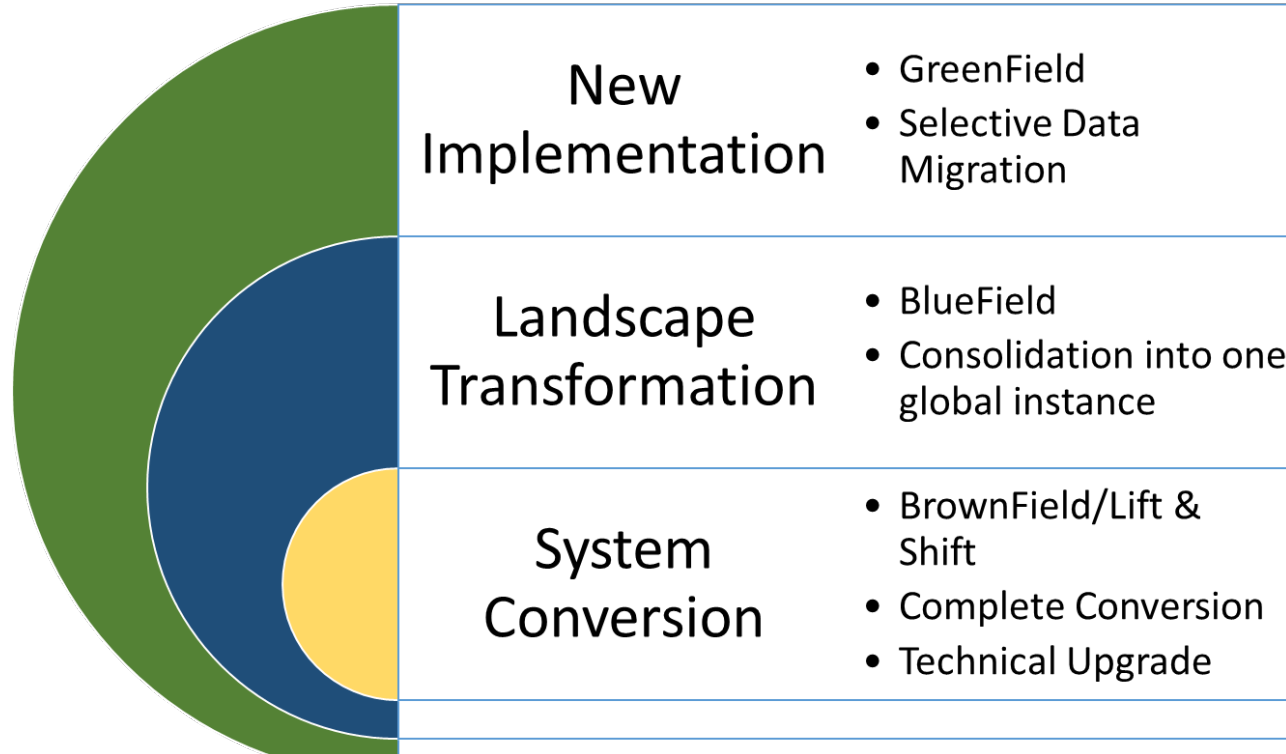 New
Implementation
• GreenField
• Selective Data
Migration
Landscape
Transformation
• BlueField
• Consolidation into one
global instance
System
Conversion
• BrownField/Lift &
Shift
• Complete Conversion
• Technical Upgrade